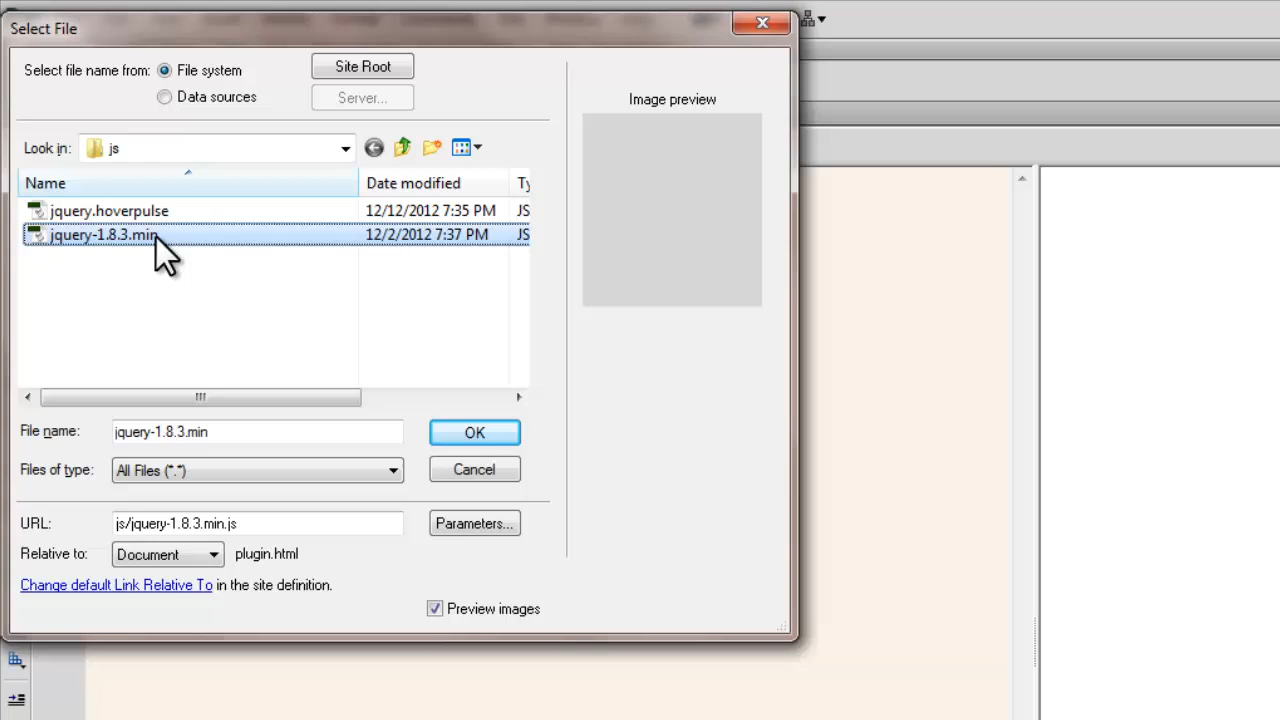 Select File
Select file name from: File system
Site Root
Data sources
Server...
Image preview
Look in: js
Name Date modified Ty
jquery.hoverpulse 12/12/2012 7:35 PM JS
jquery-1.8.3.min 12/2/2012 7:37 PM JS
File name: jquery-1.8.3.min OK
Files of type: All Files (*.*) Cancel
URL: js/jquery-1.8.3.min.js Parameters...
Relative to: Document plugin.html
Change default Link Relative To in the site definition.
Preview images